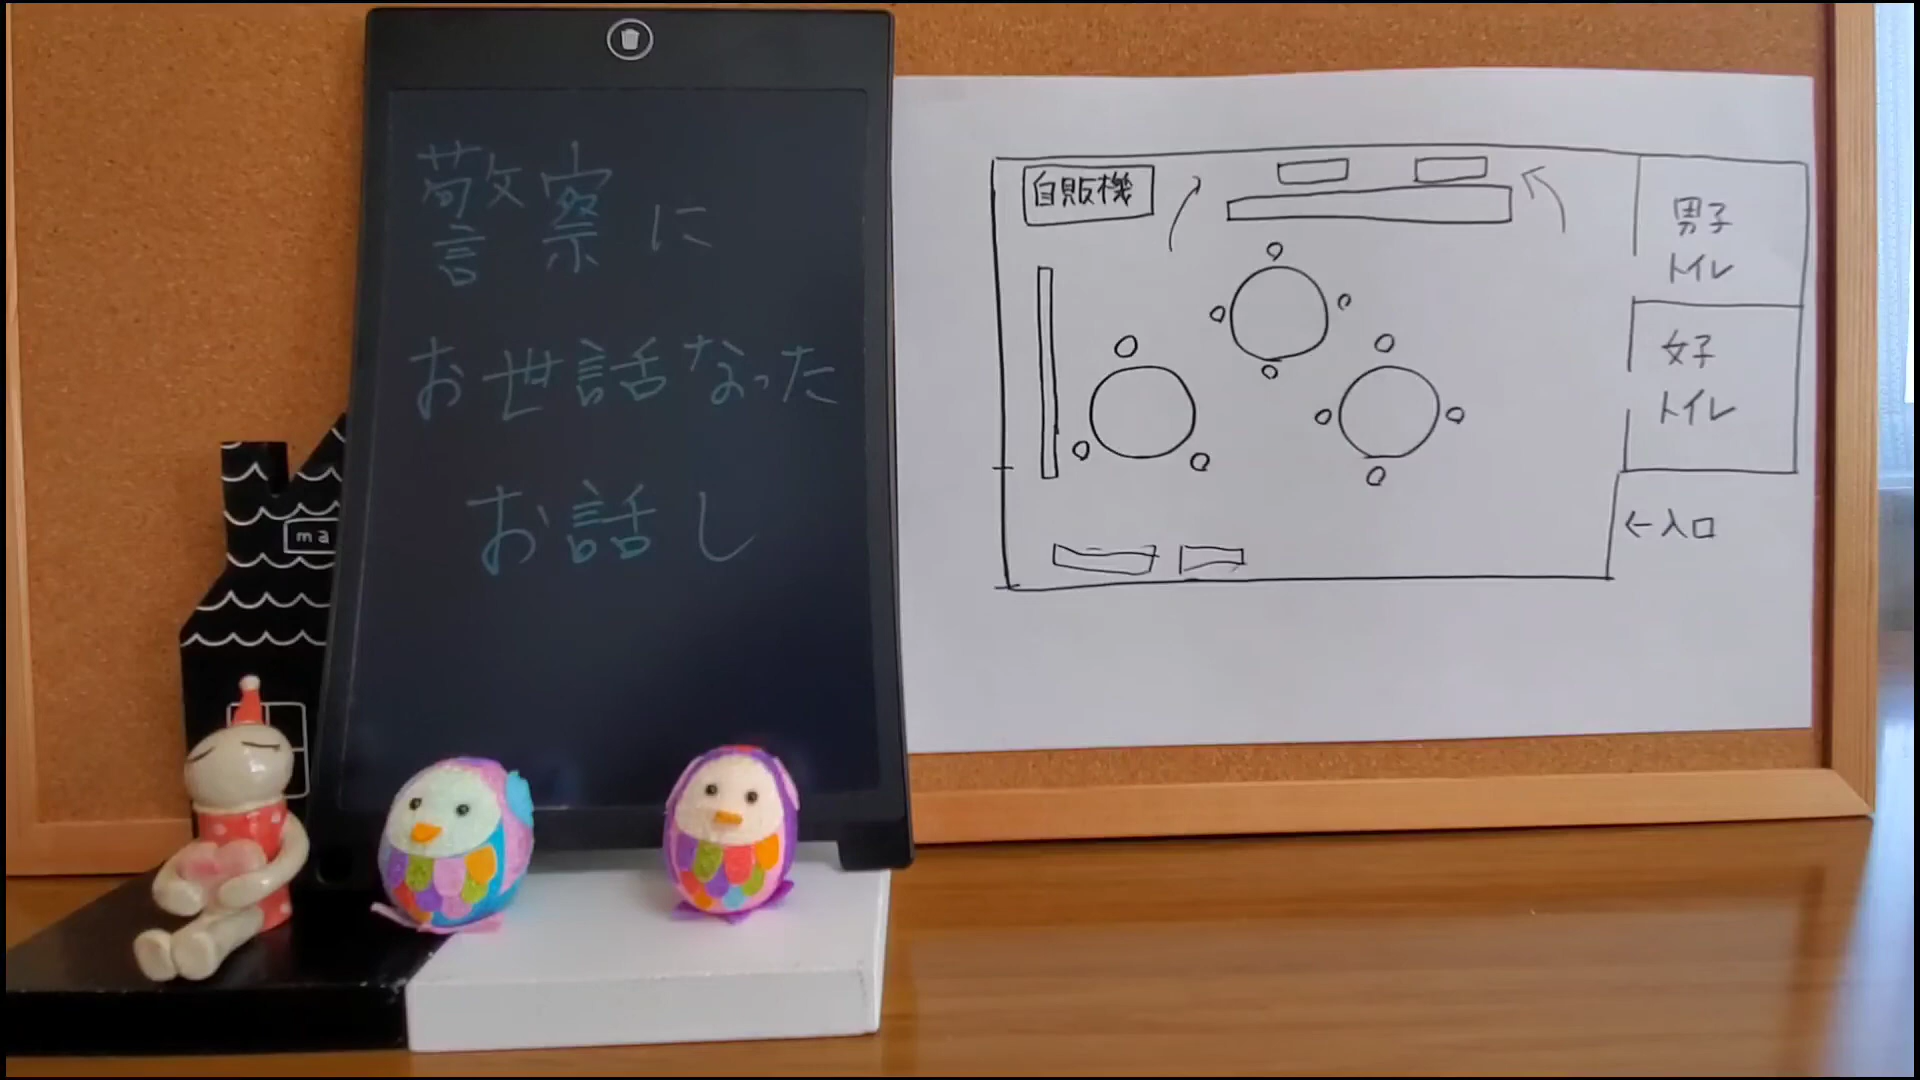 警察に
お世話なった
お話し
ma
自販機
男子
トイレ
女子
トイレ
←入口